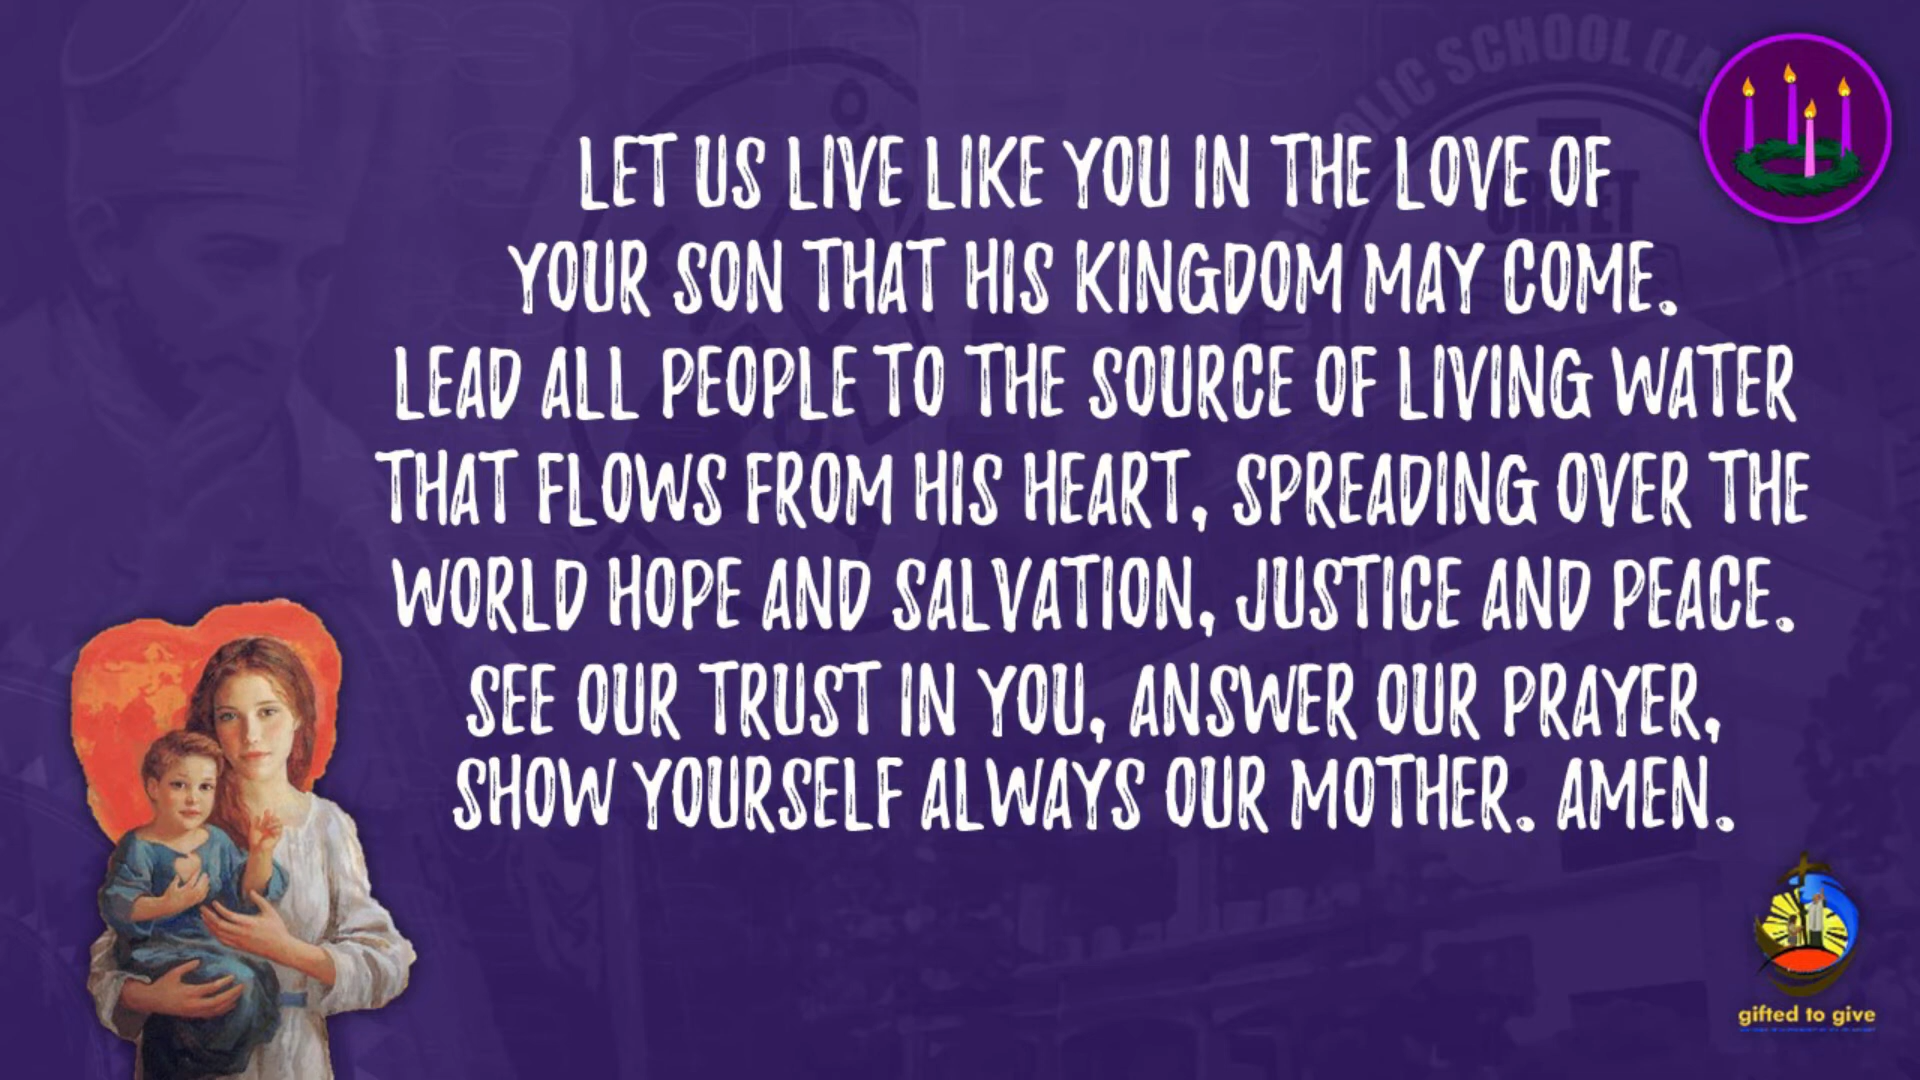 LET US LIVE LIKE YOU IN THE LOVE OF
YOUR SON THAT HIS KINGDOM MAY COME.
LEAD ALL PEOPLE TO THE SOURCE OF LIVING WATER
THAT FLOWS FROM HIS HEART, SPREADING OVER THE
WORLD HOPE AND SALVATION, JUSTICE AND PEACE.
SEE OUR TRUST IN YOU, ANSWER OUR PRAYER,
SHOW YOURSELF ALWAYS OUR MOTHER. AMEN.
SCHOOL
ORA ET
gifted to give